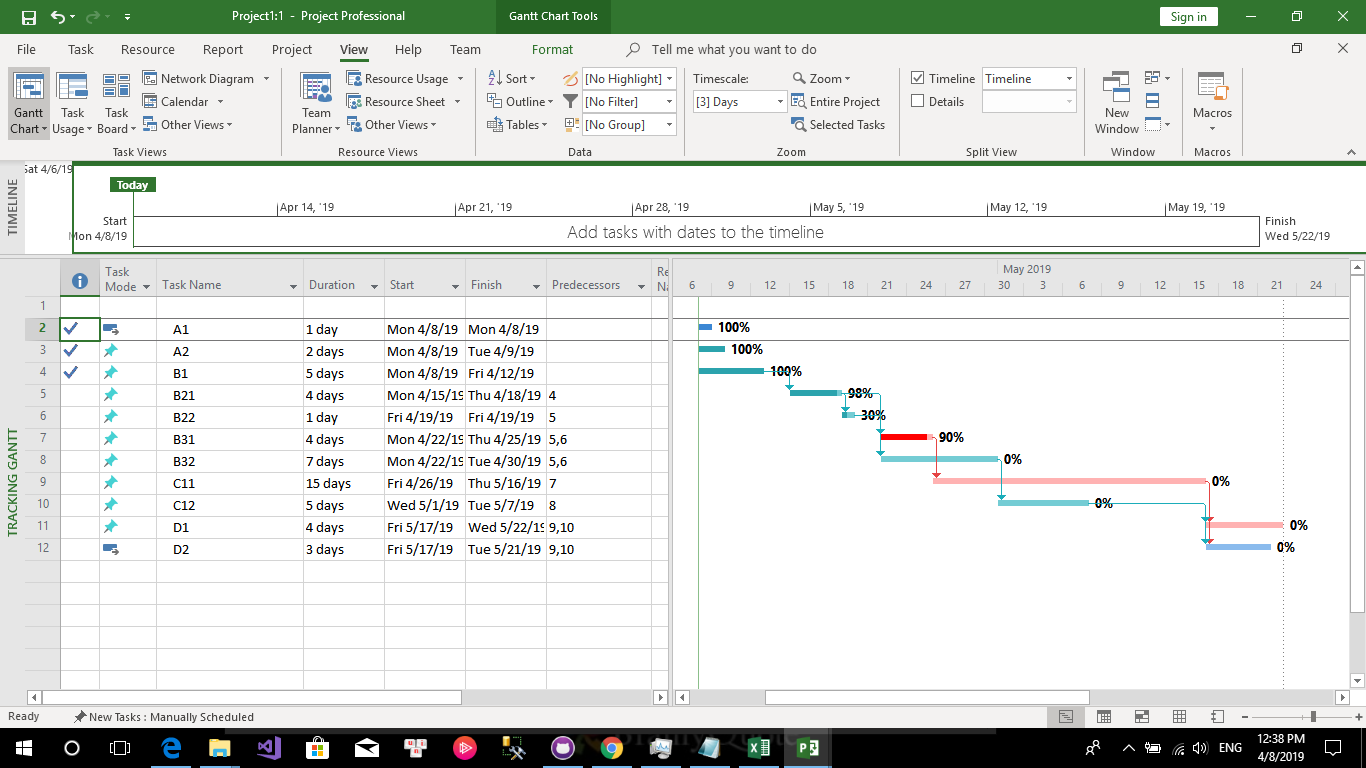 Project1:1 - Project Professional
Gantt Chart Tools
Sign in
File Task Resource Report Project View Help Team Format Tell me what you want to do
Gantt Chart
Task Usage
Task Board
Network Diagram
Calendar
Other Views
Task Views
Team Planner
Resource Usage
Resource Sheet
Other Views
Resource Views
Sort
Outline
Tables
[No Highlight]
[No Filter]
[No Group]
Data
Timescale:
[3] Days
Zoom
Entire Project
Selected Tasks
Zoom
Timeline Timeline
Details
Split View
New Window
Window
Macros
Macros
TIMELINE
Sat 4/6/19
Today
Start
Mon 4/8/19
Apr 14, '19 Apr 21, '19 Apr 28, '19 May 5, '19 May 12, '19 May 19, '19
Add tasks with dates to the timeline
Finish
Wed 5/22/19
TRACKING GANTT
Task Mode Task Name Duration Start Finish Predecessors Re Na
May 2019
6 9 12 15 18 21 24 27 30 3 6 9 12 15 18 21 24
1
2 A1 1 day Mon 4/8/19 Mon 4/8/19 100%
3 A2 2 days Mon 4/8/19 Tue 4/9/19 100%
4 B1 5 days Mon 4/8/19 Fri 4/12/19 100%
5 B21 4 days Mon 4/15/19 Thu 4/18/19 4 98%
6 B22 1 day Fri 4/19/19 Fri 4/19/19 5 30%
7 B31 4 days Mon 4/22/19 Thu 4/25/19 5,6 90%
8 B32 7 days Mon 4/22/19 Tue 4/30/19 5,6 0%
9 C11 15 days Fri 4/26/19 Thu 5/16/19 7 0%
10 C12 5 days Wed 5/1/19 Tue 5/7/19 8 0%
11 D1 4 days Fri 5/17/19 Wed 5/22/19 9,10 0%
12 D2 3 days Fri 5/17/19 Tue 5/21/19 9,10 0%
Ready New Tasks : Manually Scheduled
ENG
12:38 PM
4/8/2019